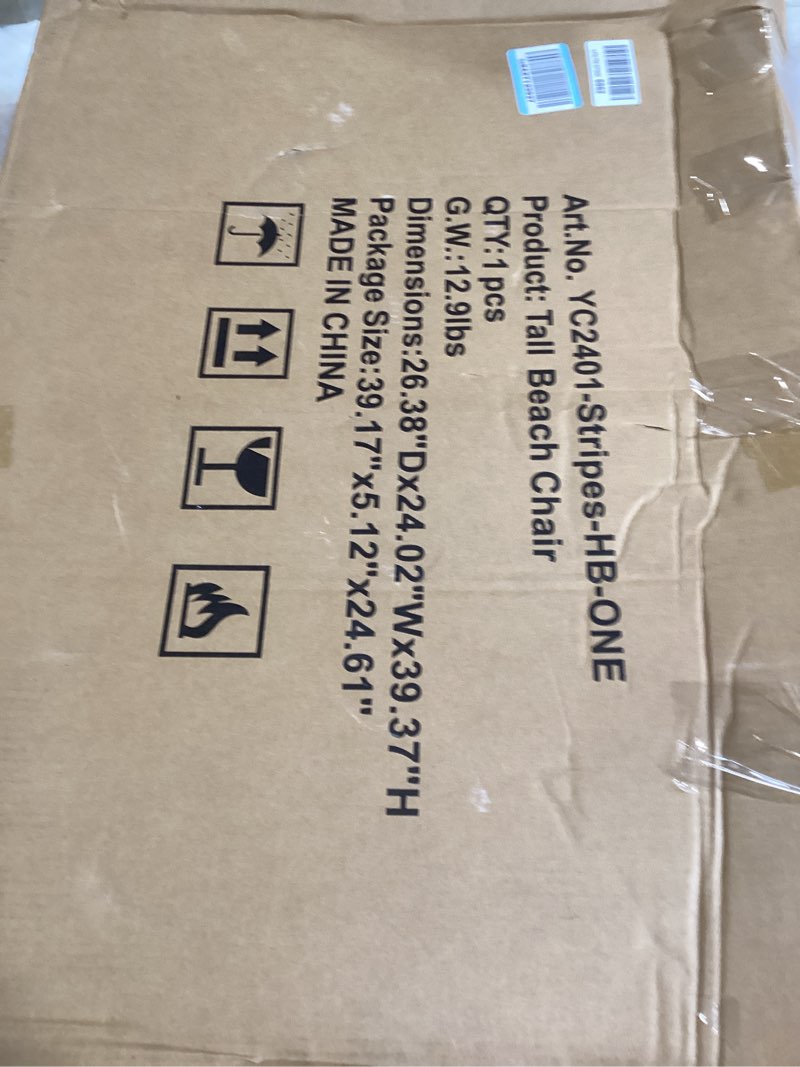 Art.No. YC2401-Stripes-HB-ONE
Product: Tall Beach Chair
QTY:1 pcs
G.W.:12.9lbs
Dimensions:26.38"Dx24.02"Wx39.37"H
Package Size:39.17"x5.12"x24.61"
MADE IN CHINA